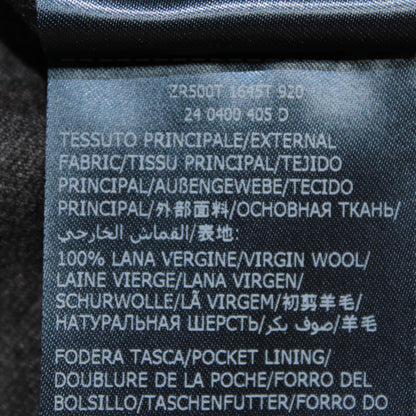 ZR500T 1645T 920
24 0400 405 D
TESSUTO PRINCIPALE/EXTERNAL
FABRIC/TISSU PRINCIPAL/TEJIDO
PRINCIPAL/AUßENGEWEBE/TECIDO
PRINCIPAL/外部面料/ОСНОВНАЯ ТКАНЬ/
القماش الخارجي/表地:
100% LANA VERGINE/VIRGIN WOOL/
LAINE VIERGE/LANA VIRGEN/
SCHURWOLLE/LÃ VIRGEM/初剪羊毛/
НАТУРАЛЬНАЯ ШЕРСТЬ/صوف بكر/羊毛
FODERA TASCA/POCKET LINING/
DOUBLURE DE LA POCHE/FORRO DEL
BOLSILLO/TASCHENFUTTER/FORRO DO